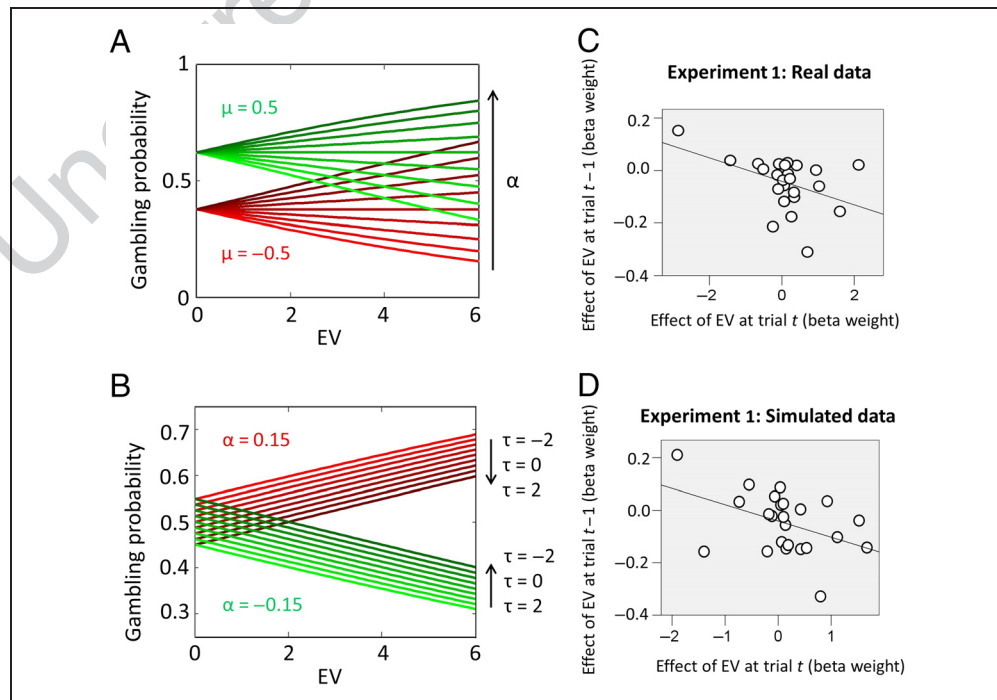 A
1
0.5
0
Gambling probability
μ = 0.5
μ = −0.5
α
0 2 4 6
EV
B
0.7
0.6
0.5
0.4
0.3
Gambling probability
α = 0.15
α = −0.15
τ = −2
τ = 0
τ = 2
τ = −2
τ = 0
τ = 2
0 2 4 6
EV
C
Experiment 1: Real data
0.2
0.0
−0.2
−0.4
Effect of EV at trial t − 1 (beta weight)
−2 0 2
Effect of EV at trial t (beta weight)
D
Experiment 1: Simulated data
0.2
0.0
−0.2
−0.4
Effect of EV at trial t − 1 (beta weight)
−2 −1 0 1
Effect of EV at trial t (beta weight)